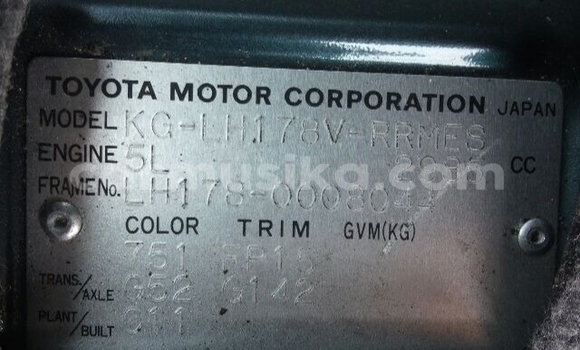 TOYOTA MOTOR CORPORATION JAPAN
MODEL KG-LH178V-RRMES
ENGINE 5L CC
FRAME No. LH178-0008044
COLOR TRIM GVM(KG)
751 FP15
TRANS./AXLE G52 G142
PLANT/BUILT